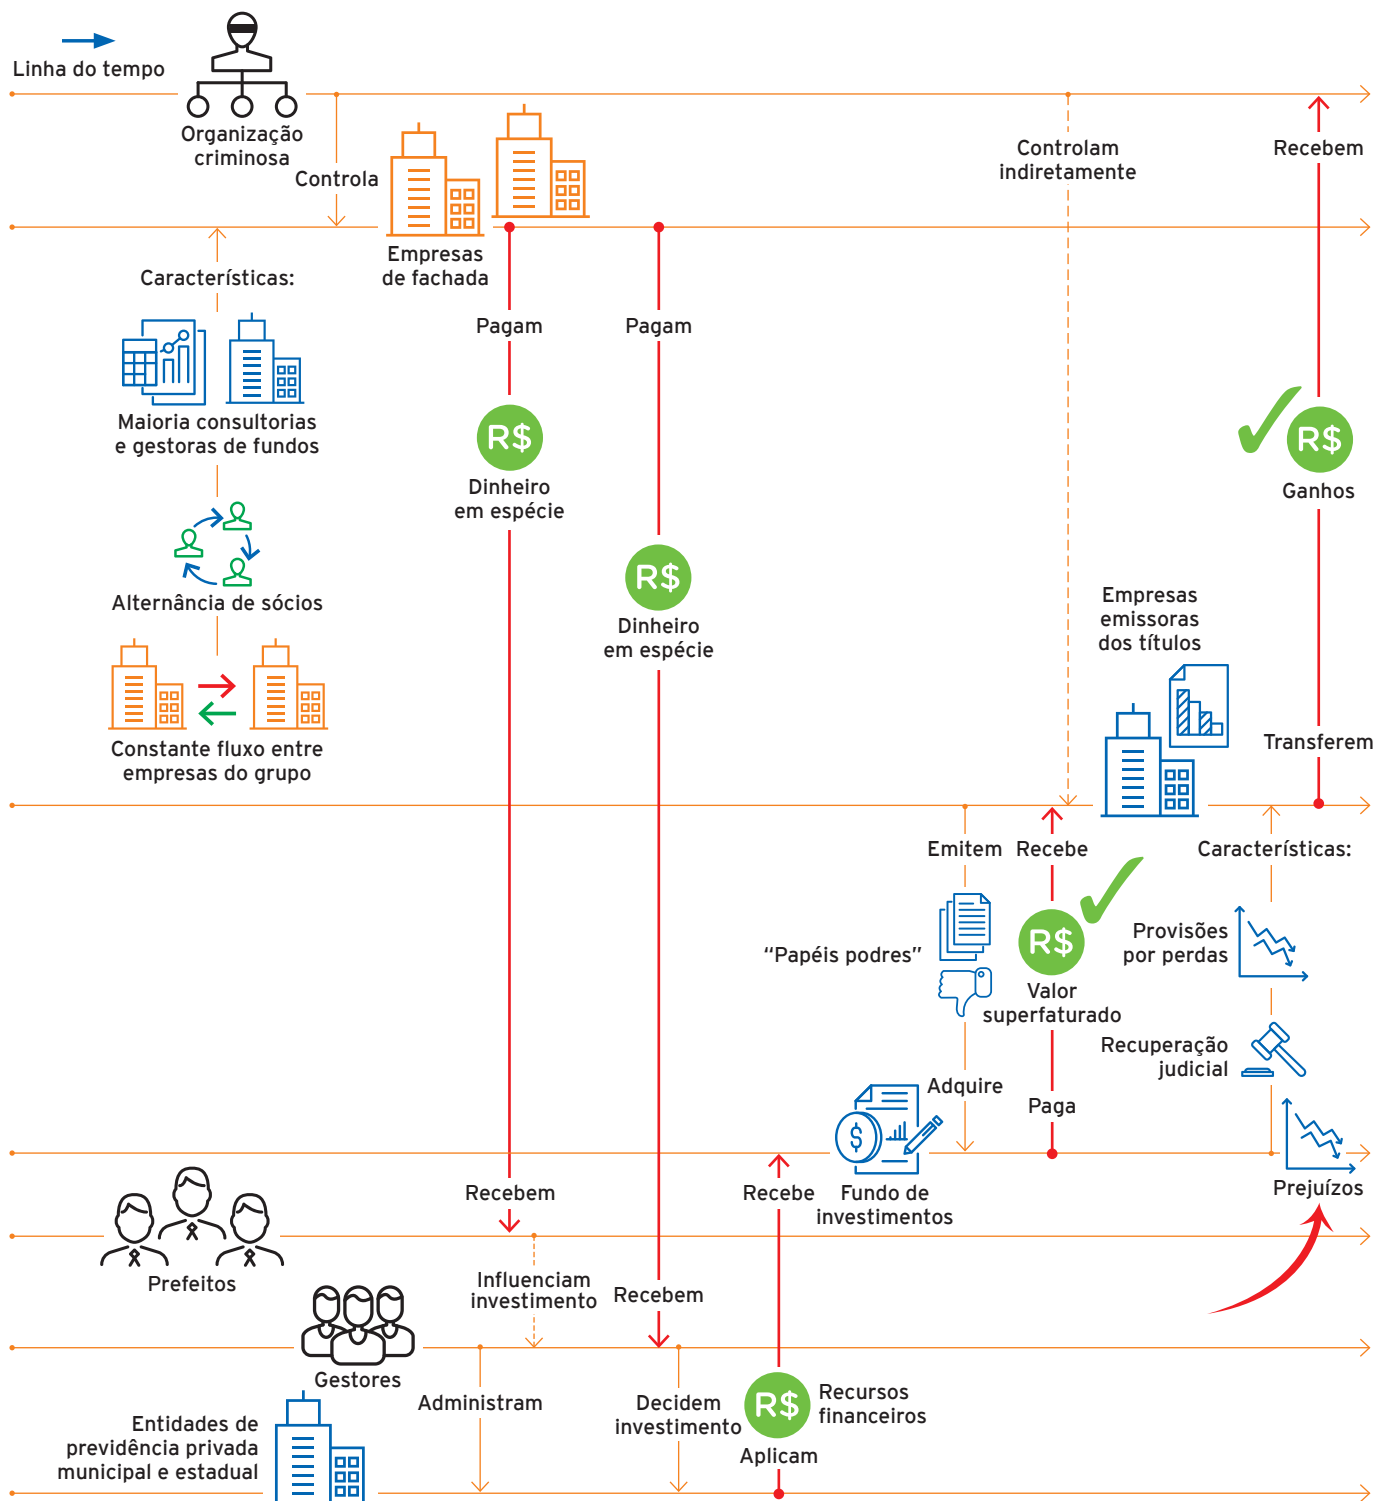 Linha do tempo
Organização
criminosa
Controla
Controlam
indiretamente
Recebem
Empresas
de fachada
Características:
Pagam
Pagam
Maioria consultorias
e gestoras de fundos
R$
Dinheiro
em espécie
R$
Ganhos
Alternância de sócios
R$
Dinheiro
em espécie
Empresas
emissoras
dos títulos
Constante fluxo entre
empresas do grupo
Transferem
Emitem
Recebe
Características:
“Papéis podres”
R$
Valor
superfaturado
Provisões
por perdas
Recuperação
judicial
Adquire
Paga
$
Recebem
Recebe
Fundo de
investimentos
Prejuízos
Prefeitos
Influenciam
investimento
Recebem
Gestores
Administram
Decidem
investimento
R$
Recursos
financeiros
Aplicam
Entidades de
previdência privada
municipal e estadual